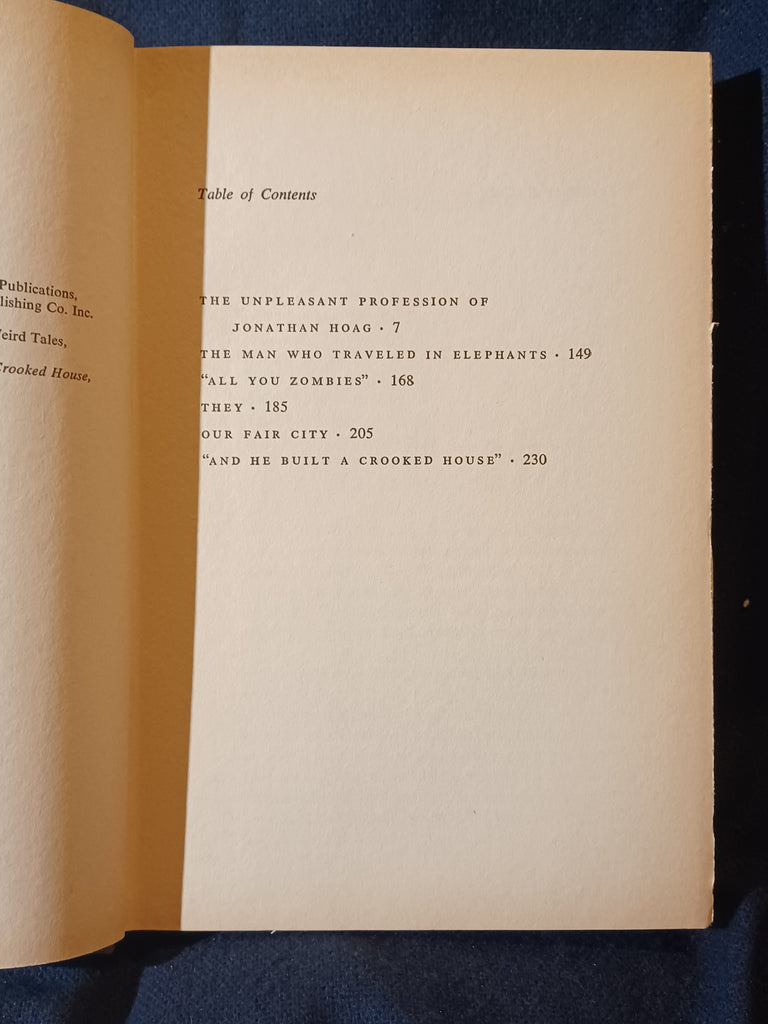 Publications,
lishing Co. Inc.
eird Tales,
Crooked House,
Table of Contents
THE UNPLEASANT PROFESSION OF
JONATHAN HOAG · 7
THE MAN WHO TRAVELED IN ELEPHANTS · 149
“ALL YOU ZOMBIES” · 168
THEY · 185
OUR FAIR CITY · 205
“AND HE BUILT A CROOKED HOUSE” · 230